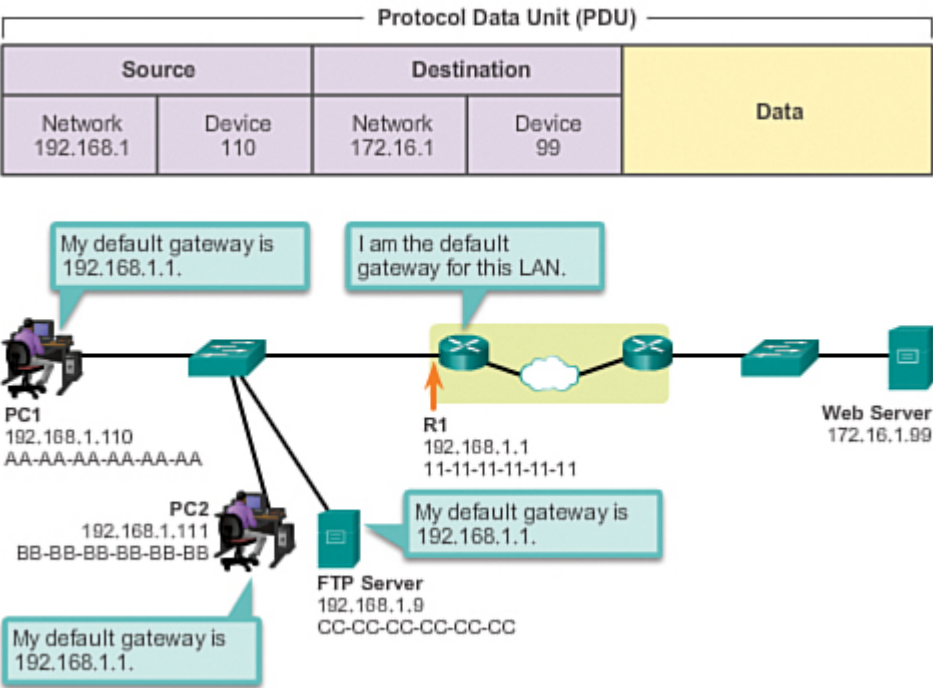 Protocol Data Unit (PDU)
Source
Destination
Data
Network
192.168.1
Device
110
Network
172.16.1
Device
99
My default gateway is
192.168.1.1.
I am the default
gateway for this LAN.
PC1
192.168.1.110
AA-AA-AA-AA-AA-AA
R1
192.168.1.1
11-11-11-11-11-11
Web Server
172.16.1.99
PC2
192.168.1.111
BB-BB-BB-BB-BB-BB
My default gateway is
192.168.1.1.
FTP Server
192.168.1.9
CC-CC-CC-CC-CC-CC
My default gateway is
192.168.1.1.